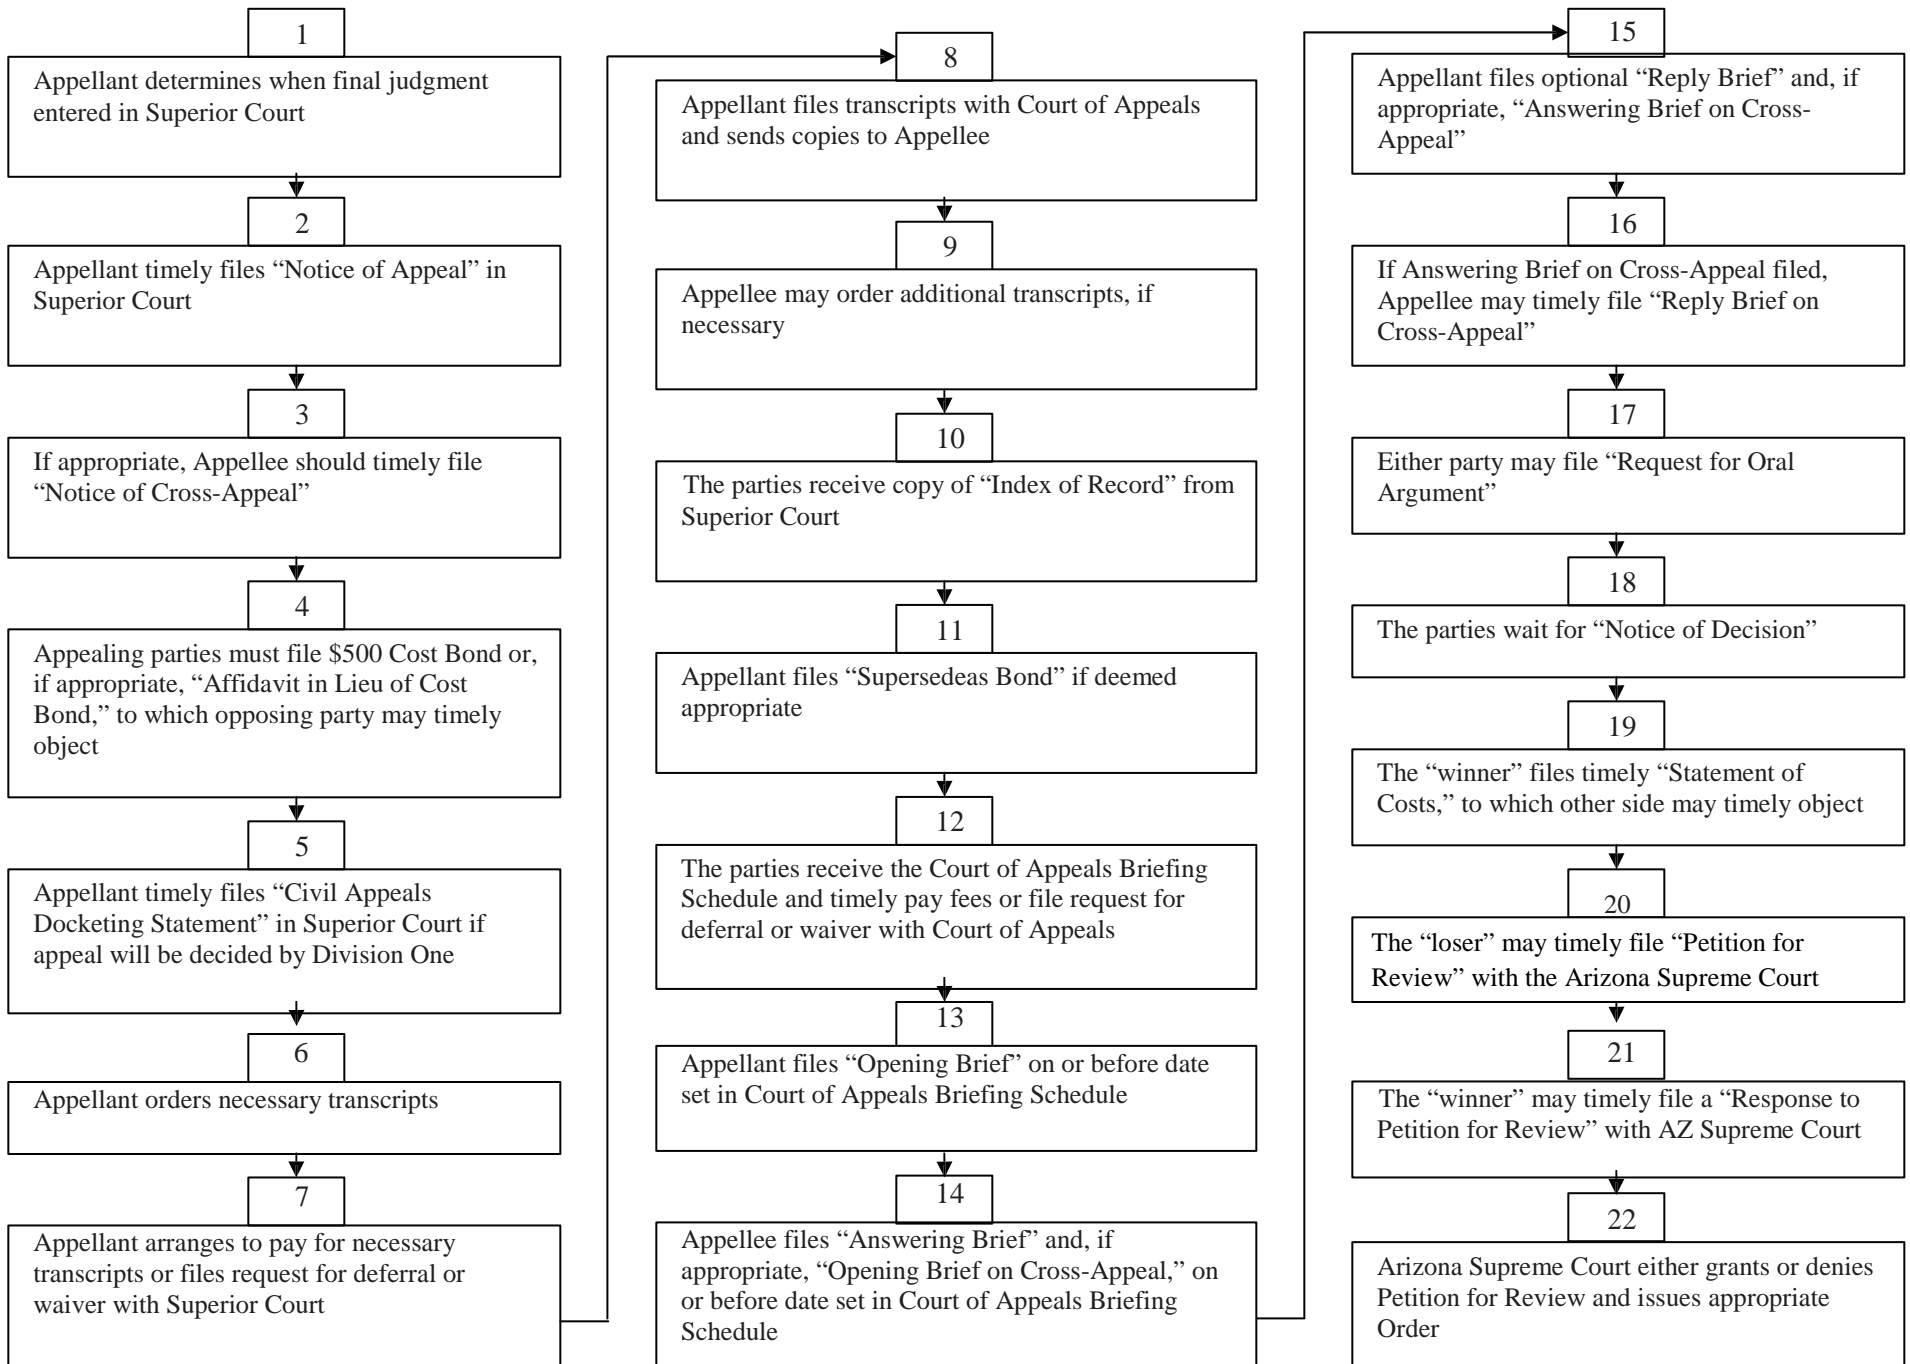 1
Appellant determines when final judgment
entered in Superior Court
2
Appellant timely files “Notice of Appeal” in
Superior Court
3
If appropriate, Appellee should timely file
“Notice of Cross-Appeal”
4
Appealing parties must file $500 Cost Bond or,
if appropriate, “Affidavit in Lieu of Cost
Bond,” to which opposing party may timely
object
5
Appellant timely files “Civil Appeals
Docketing Statement” in Superior Court if
appeal will be decided by Division One
6
Appellant orders necessary transcripts
7
Appellant arranges to pay for necessary
transcripts or files request for deferral or
waiver with Superior Court
8
Appellant files transcripts with Court of Appeals
and sends copies to Appellee
9
Appellee may order additional transcripts, if
necessary
10
The parties receive copy of “Index of Record” from
Superior Court
11
Appellant files “Supersedeas Bond” if deemed
appropriate
12
The parties receive the Court of Appeals Briefing
Schedule and timely pay fees or file request for
deferral or waiver with Court of Appeals
13
Appellant files “Opening Brief” on or before date
set in Court of Appeals Briefing Schedule
14
Appellee files “Answering Brief” and, if
appropriate, “Opening Brief on Cross-Appeal,” on
or before date set in Court of Appeals Briefing
Schedule
15
Appellant files optional “Reply Brief” and, if
appropriate, “Answering Brief on Cross-
Appeal”
16
If Answering Brief on Cross-Appeal filed,
Appellee may timely file “Reply Brief on
Cross-Appeal”
17
Either party may file “Request for Oral
Argument”
18
The parties wait for “Notice of Decision”
19
The “winner” files timely “Statement of
Costs,” to which other side may timely object
20
The “loser” may timely file “Petition for
Review” with the Arizona Supreme Court
21
The “winner” may timely file a “Response to
Petition for Review” with AZ Supreme Court
22
Arizona Supreme Court either grants or denies
Petition for Review and issues appropriate
Order